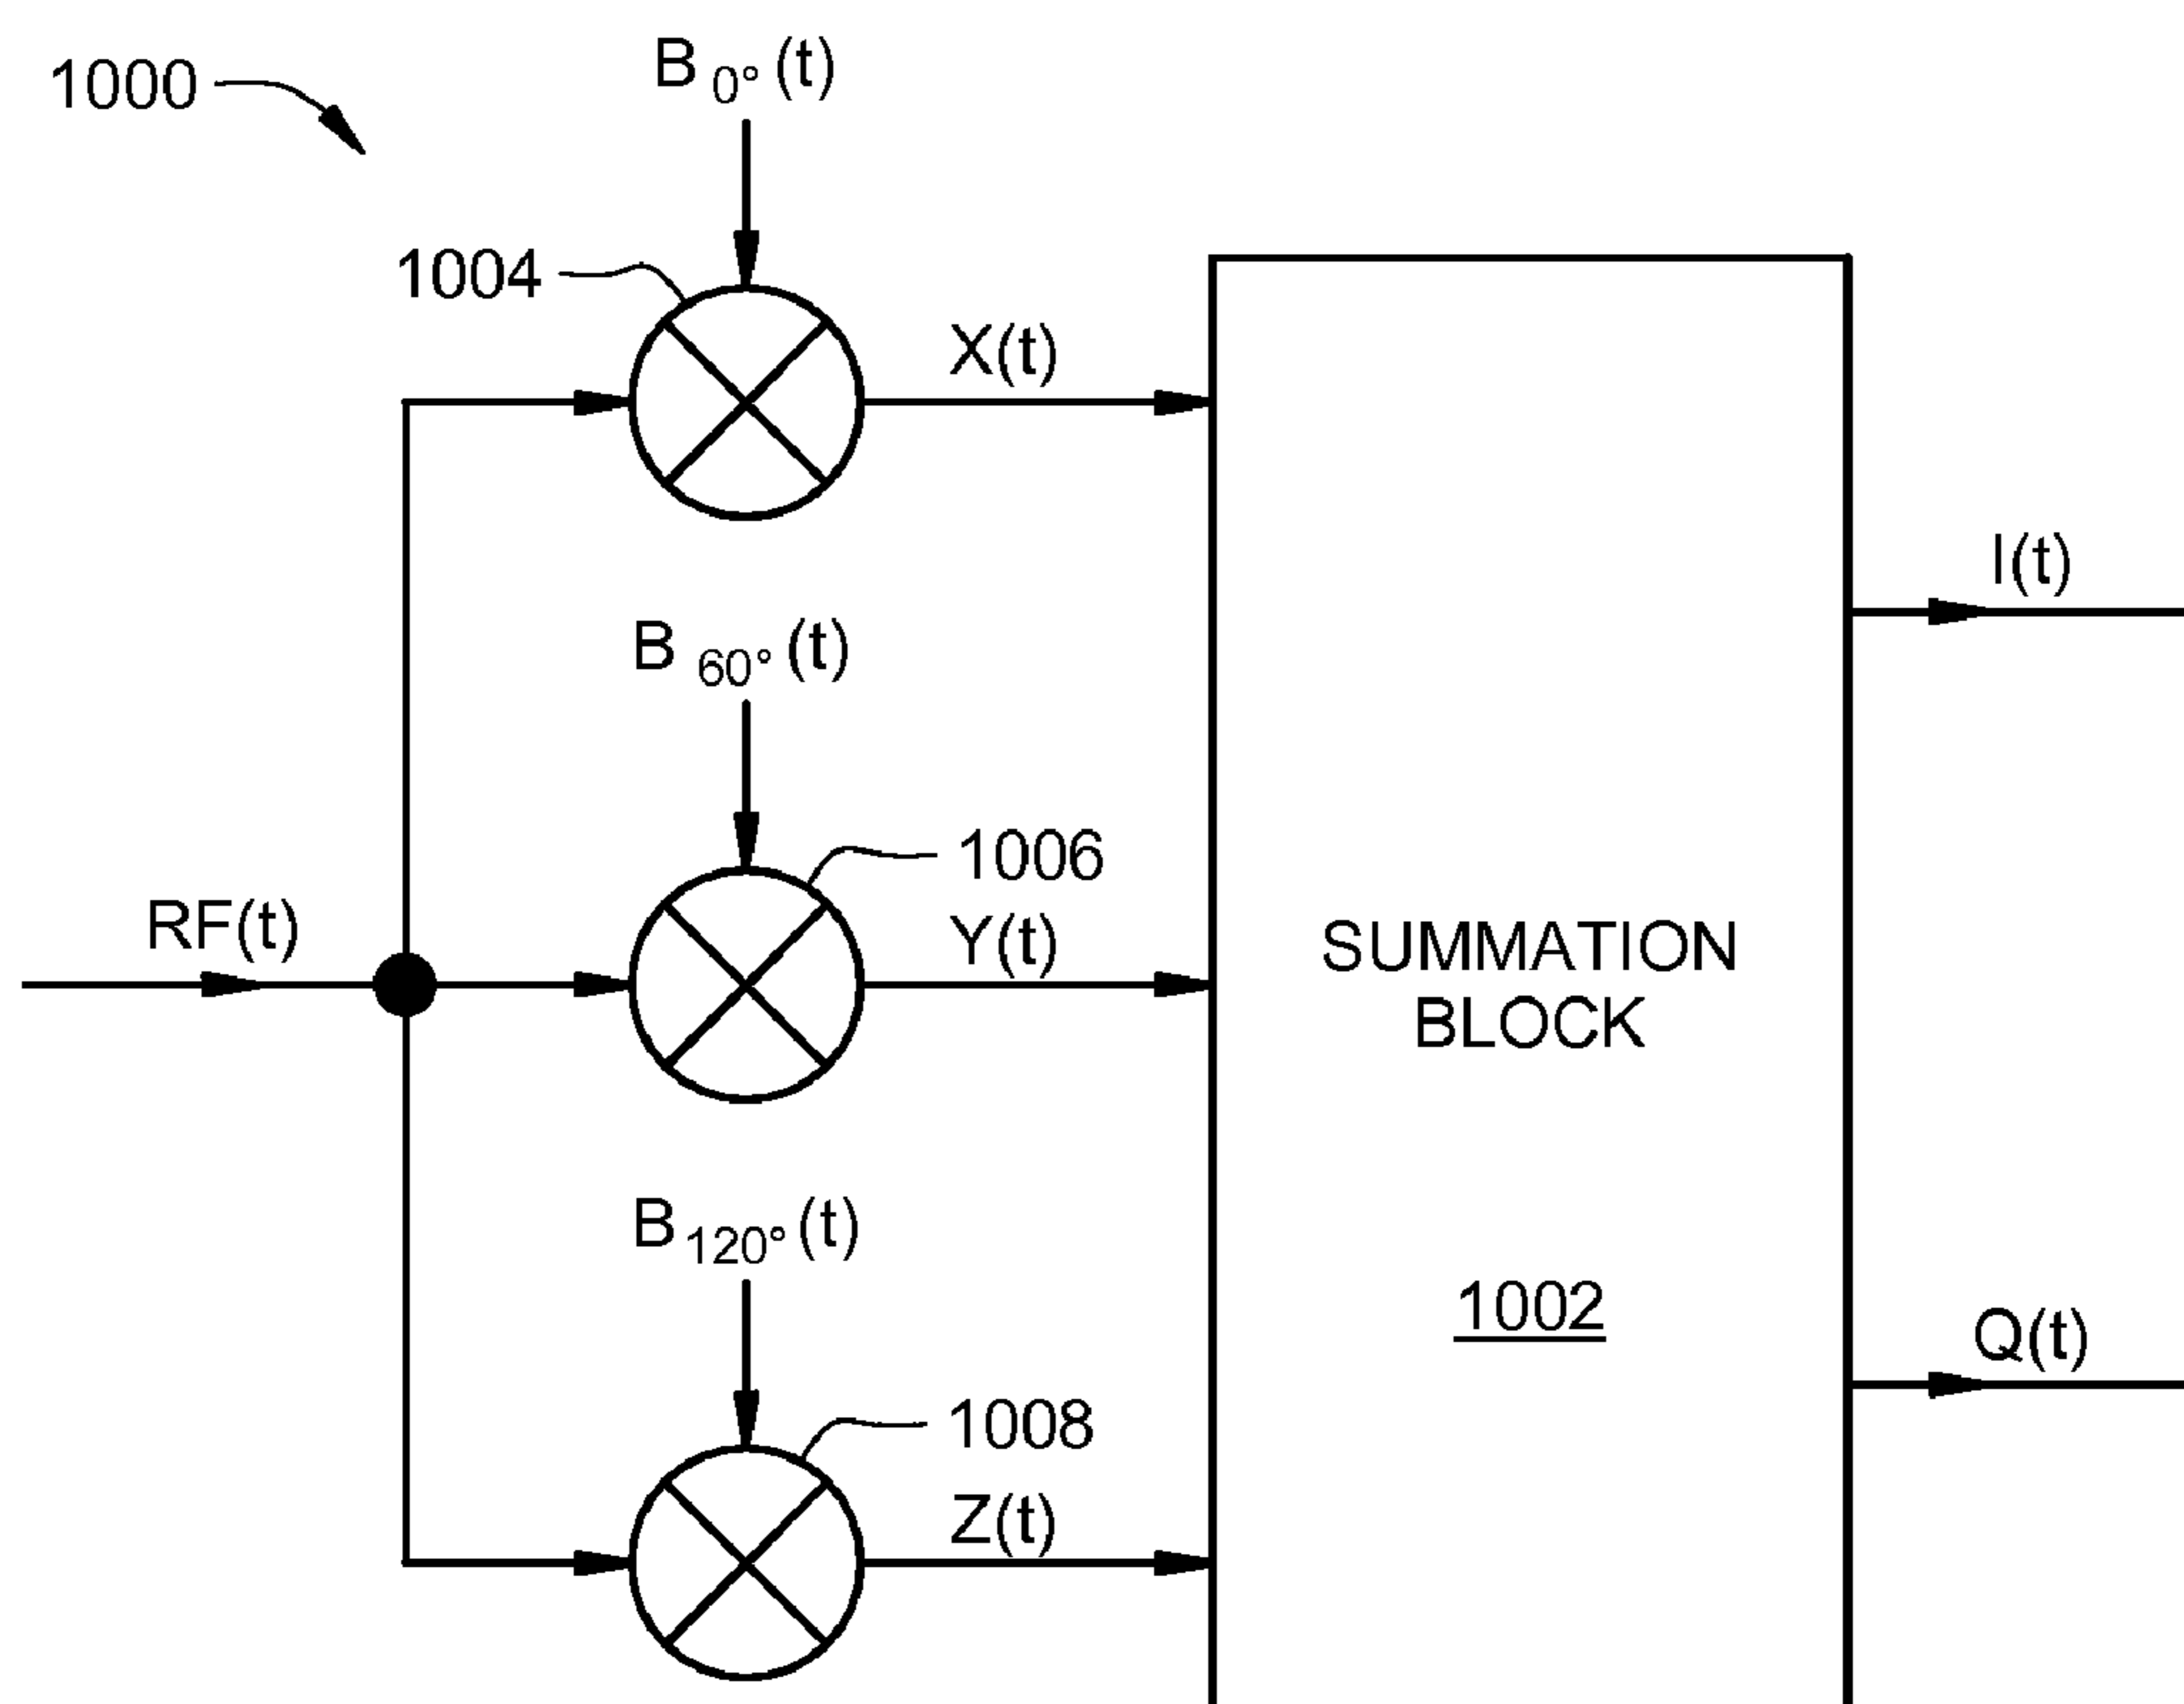 1000
B 0° (t)
1004
X(t)
I(t)
B 60° (t)
1006
RF(t)
Y(t)
SUMMATION
BLOCK
B 120° (t)
1002
Q(t)
1008
Z(t)